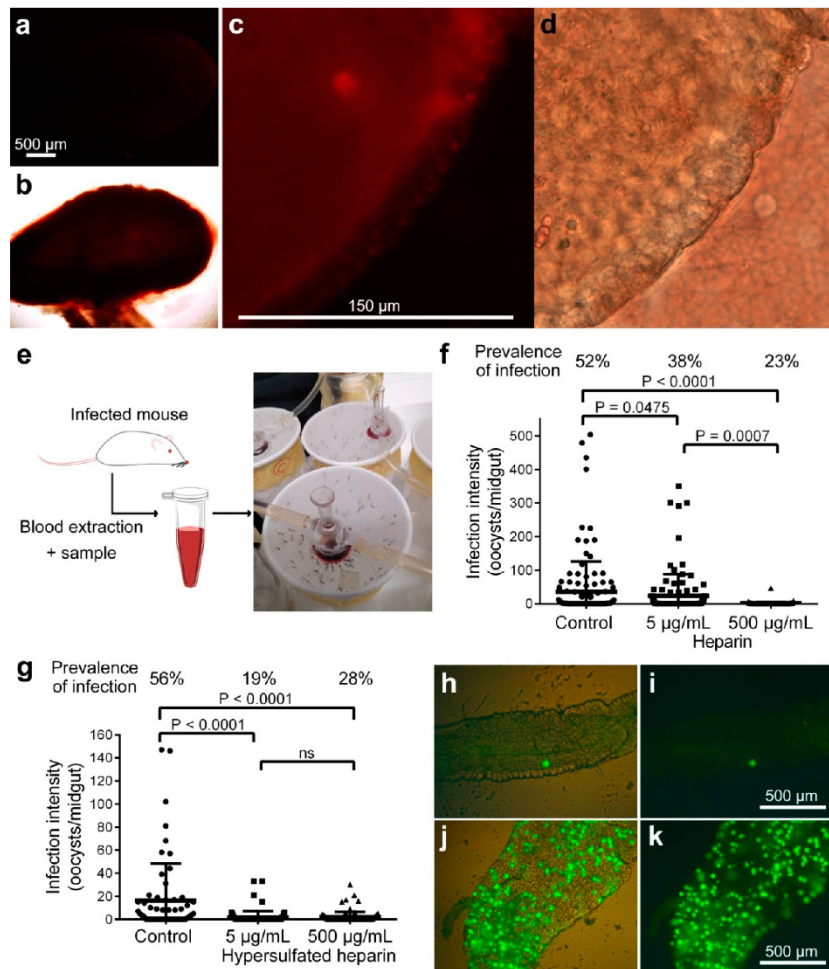 a
500 µm
b
c
150 µm
d
e
Infected mouse
Blood extraction
+ sample
f
Prevalence
of infection
52% 38% 23%
P < 0.0001
P = 0.0475
P = 0.0007
Infection intensity
(oocysts/midgut)
500
400
300
200
100
0
Control 5 µg/mL 500 µg/mL
Heparin
g
Prevalence
of infection
56% 19% 28%
P < 0.0001
P < 0.0001
ns
Infection intensity
(oocysts/midgut)
160
140
120
100
80
60
40
20
0
Control 5 µg/mL 500 µg/mL
Hypersulfated heparin
h
i
500 µm
j
k
500 µm